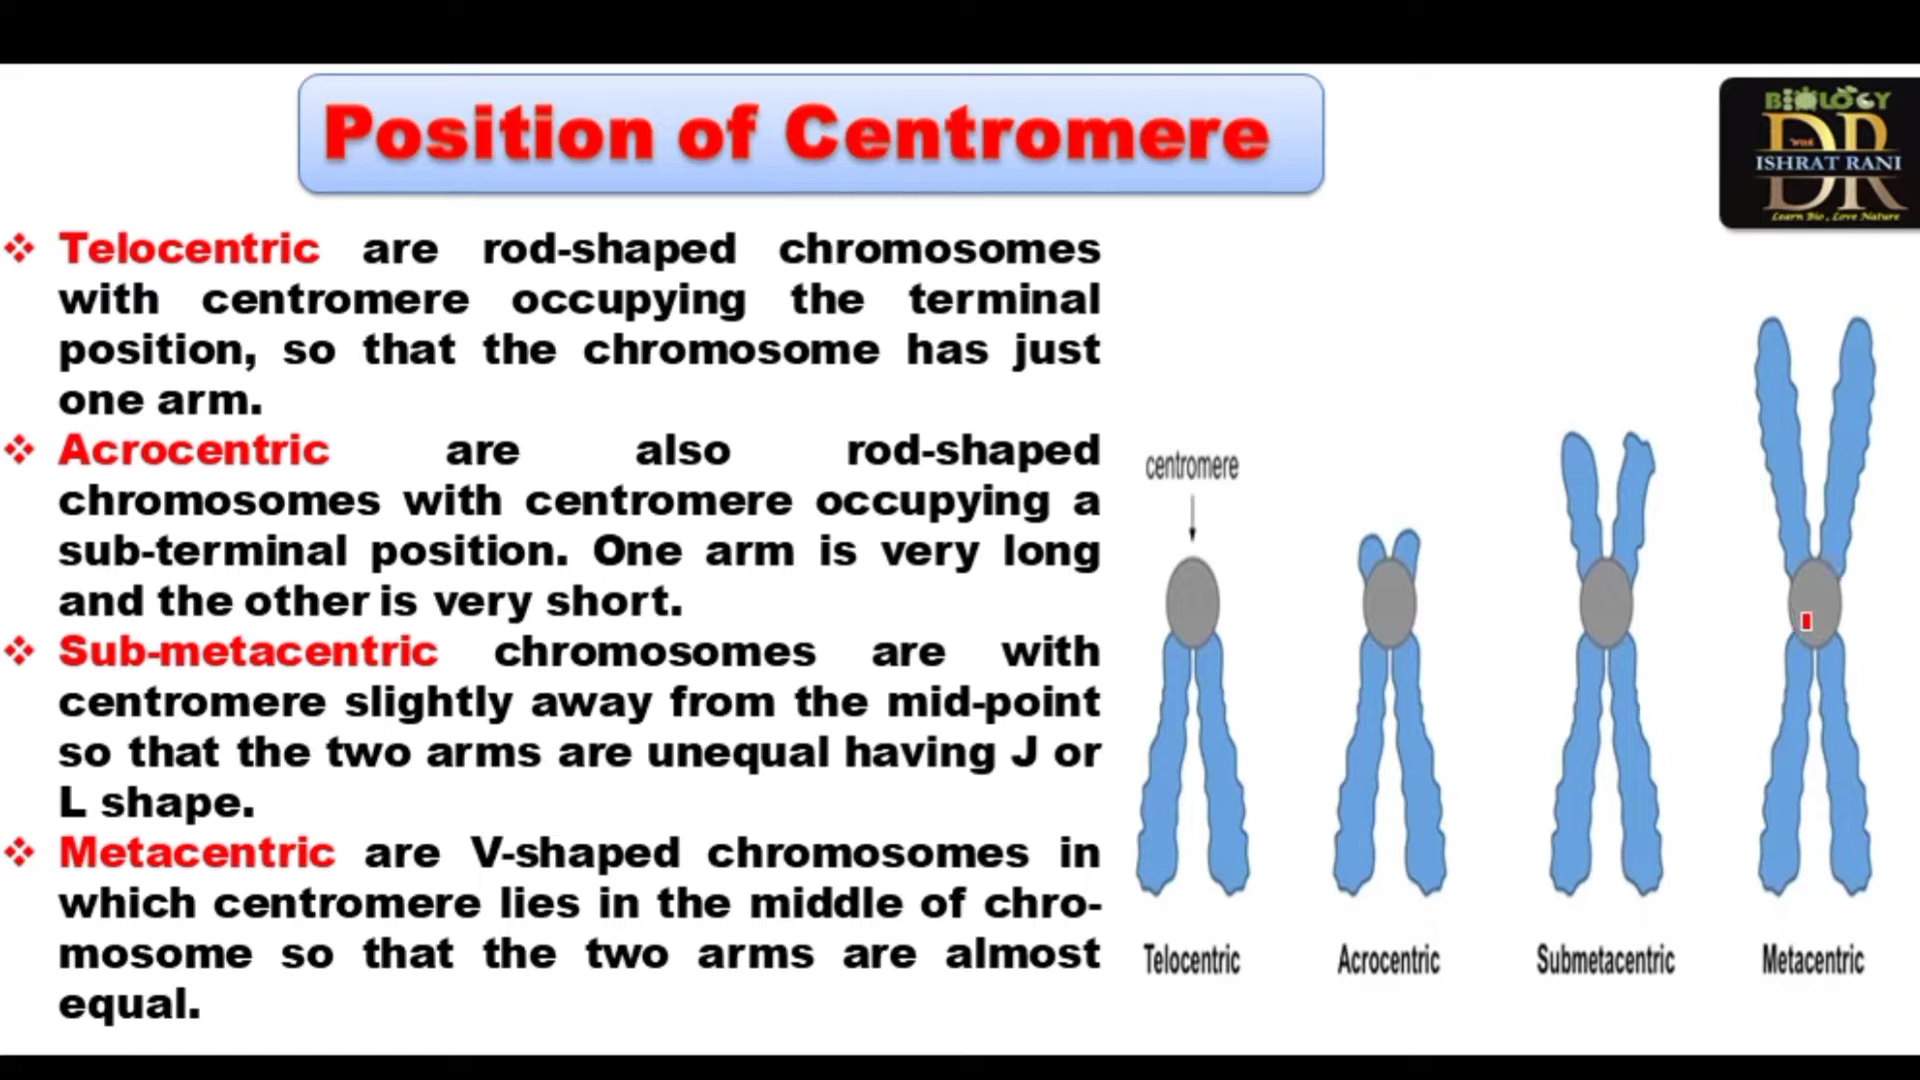 Position of Centromere
BIOLOGY
With
DR
ISHRAT RANI
Learn Bio , Love Nature
Telocentric are rod-shaped chromosomes
with centromere occupying the terminal
position, so that the chromosome has just
one arm.
Acrocentric are also rod-shaped
chromosomes with centromere occupying a
sub-terminal position. One arm is very long
and the other is very short.
Sub-metacentric chromosomes are with
centromere slightly away from the mid-point
so that the two arms are unequal having J or
L shape.
Metacentric are V-shaped chromosomes in
which centromere lies in the middle of chro-
mosome so that the two arms are almost
equal.
centromere
Telocentric
Acrocentric
Submetacentric
Metacentric